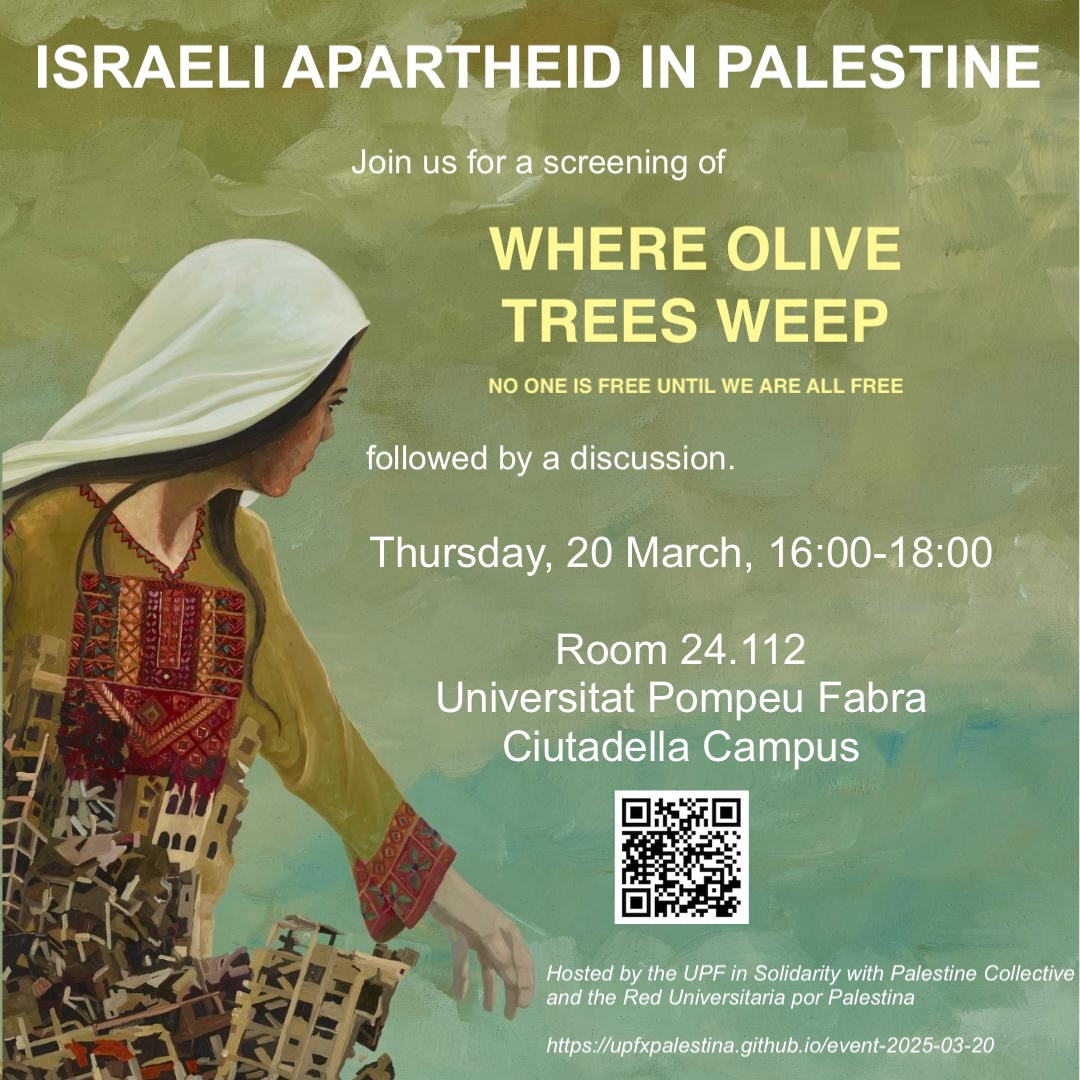 ISRAELI APARTHEID IN PALESTINE
Join us for a screening of
WHERE OLIVE
TREES WEEP
NO ONE IS FREE UNTIL WE ARE ALL FREE
followed by a discussion.
Thursday, 20 March, 16:00-18:00
Room 24.112
Universitat Pompeu Fabra
Ciutadella Campus
Hosted by the UPF in Solidarity with Palestine Collective
and the Red Universitaria por Palestina
https://upfxpalestina.github.io/event-2025-03-20